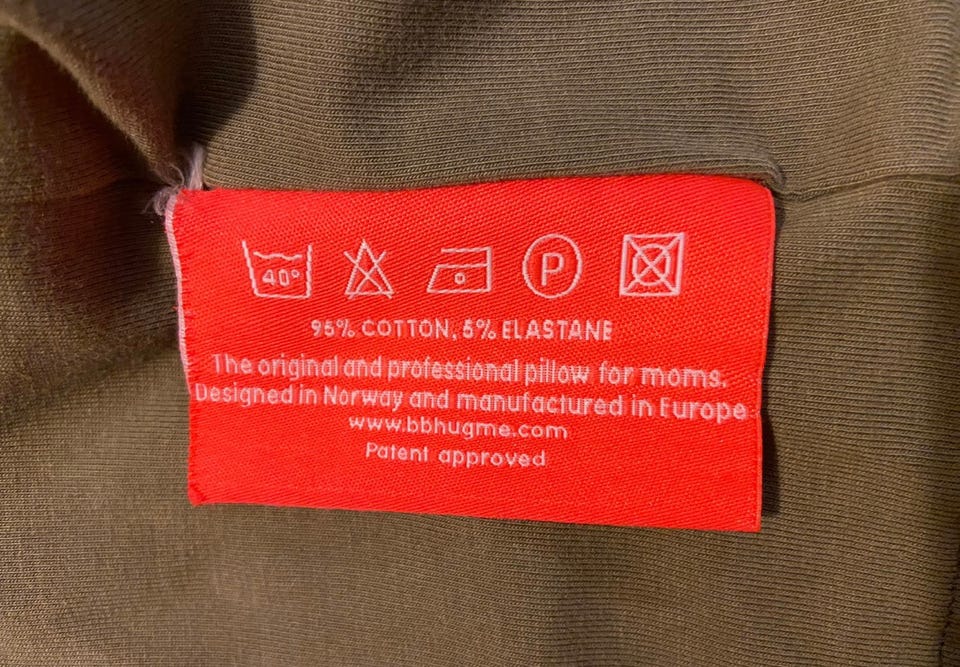 40°
P
95% COTTON, 5% ELASTANE
The original and professional pillow for moms.
Designed in Norway and manufactured in Europe
www.bbhugme.com
Patent approved